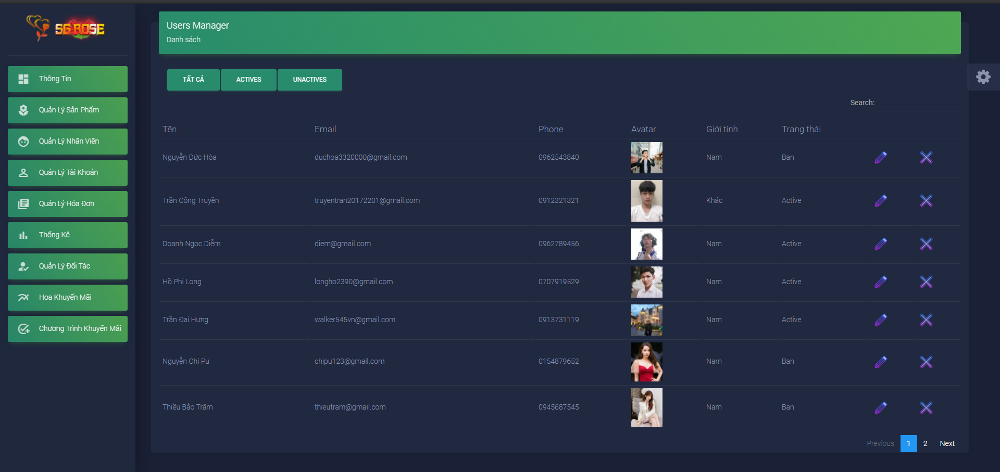 SG ROSE
Thông Tin
Quản Lý Sản Phẩm
Quản Lý Nhân Viên
Quản Lý Tài Khoản
Quản Lý Hóa Đơn
Thống Kê
Quản Lý Đối Tác
Hoa Khuyến Mãi
Chương Trình Khuyến Mãi
Users Manager
Danh sách
TẤT CẢ ACTIVES UNACTIVES
Search:
Tên Email Phone Avatar Giới tính Trạng thái
Nguyễn Đức Hòa duchoa3320000@gmail.com 0962543840 Nam Ban
Trần Công Truyền truyentran20172201@gmail.com 0912321321 Khác Active
Doanh Ngọc Diễm diem@gmail.com 0962789456 Nam Active
Hồ Phi Long longho2390@gmail.com 0707919529 Nam Active
Trần Đại Hưng walker545vn@gmail.com 0913731119 Nam Active
Nguyễn Chi Pu chipu123@gmail.com 0154879652 Nam Ban
Thiều Bảo Trâm thieutram@gmail.com 0945687545 Nam Ban
Previous 1 2 Next